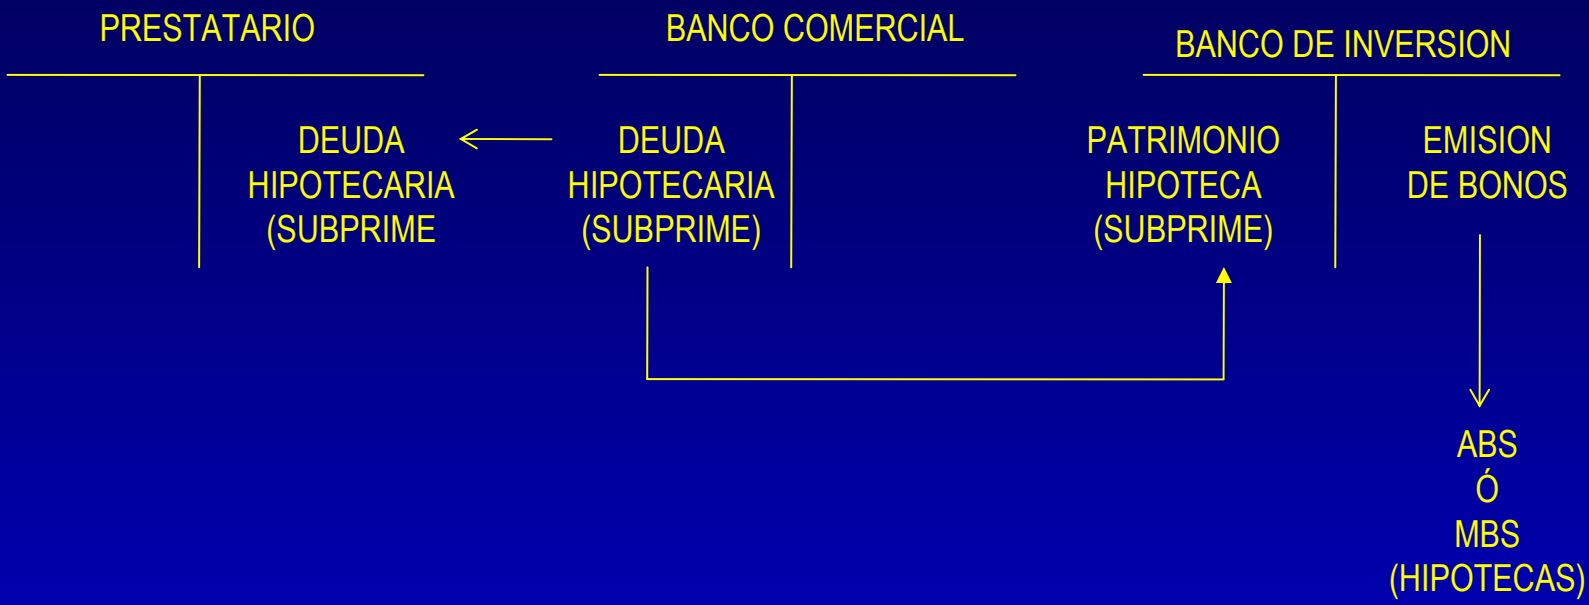 PRESTATARIO
BANCO COMERCIAL
BANCO DE INVERSION
DEUDA
HIPOTECARIA
(SUBPRIME
DEUDA
HIPOTECARIA
(SUBPRIME)
PATRIMONIO
HIPOTECA
(SUBPRIME)
EMISION
DE BONOS
ABS
Ó
MBS
(HIPOTECAS)